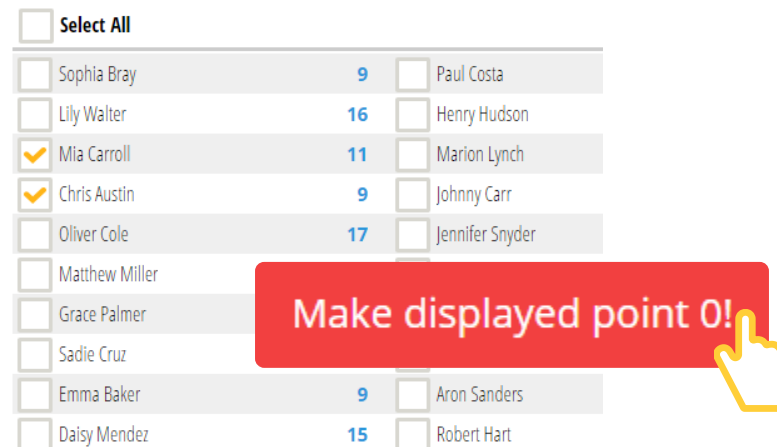 Select All
Sophia Bray 9 Paul Costa
Lily Walter 16 Henry Hudson
Mia Carroll 11 Marion Lynch
Chris Austin 9 Johnny Carr
Oliver Cole 17 Jennifer Snyder
Matthew Miller
Grace Palmer
Make displayed point 0!
Sadie Cruz
Emma Baker 9 Aron Sanders
Daisy Mendez 15 Robert Hart